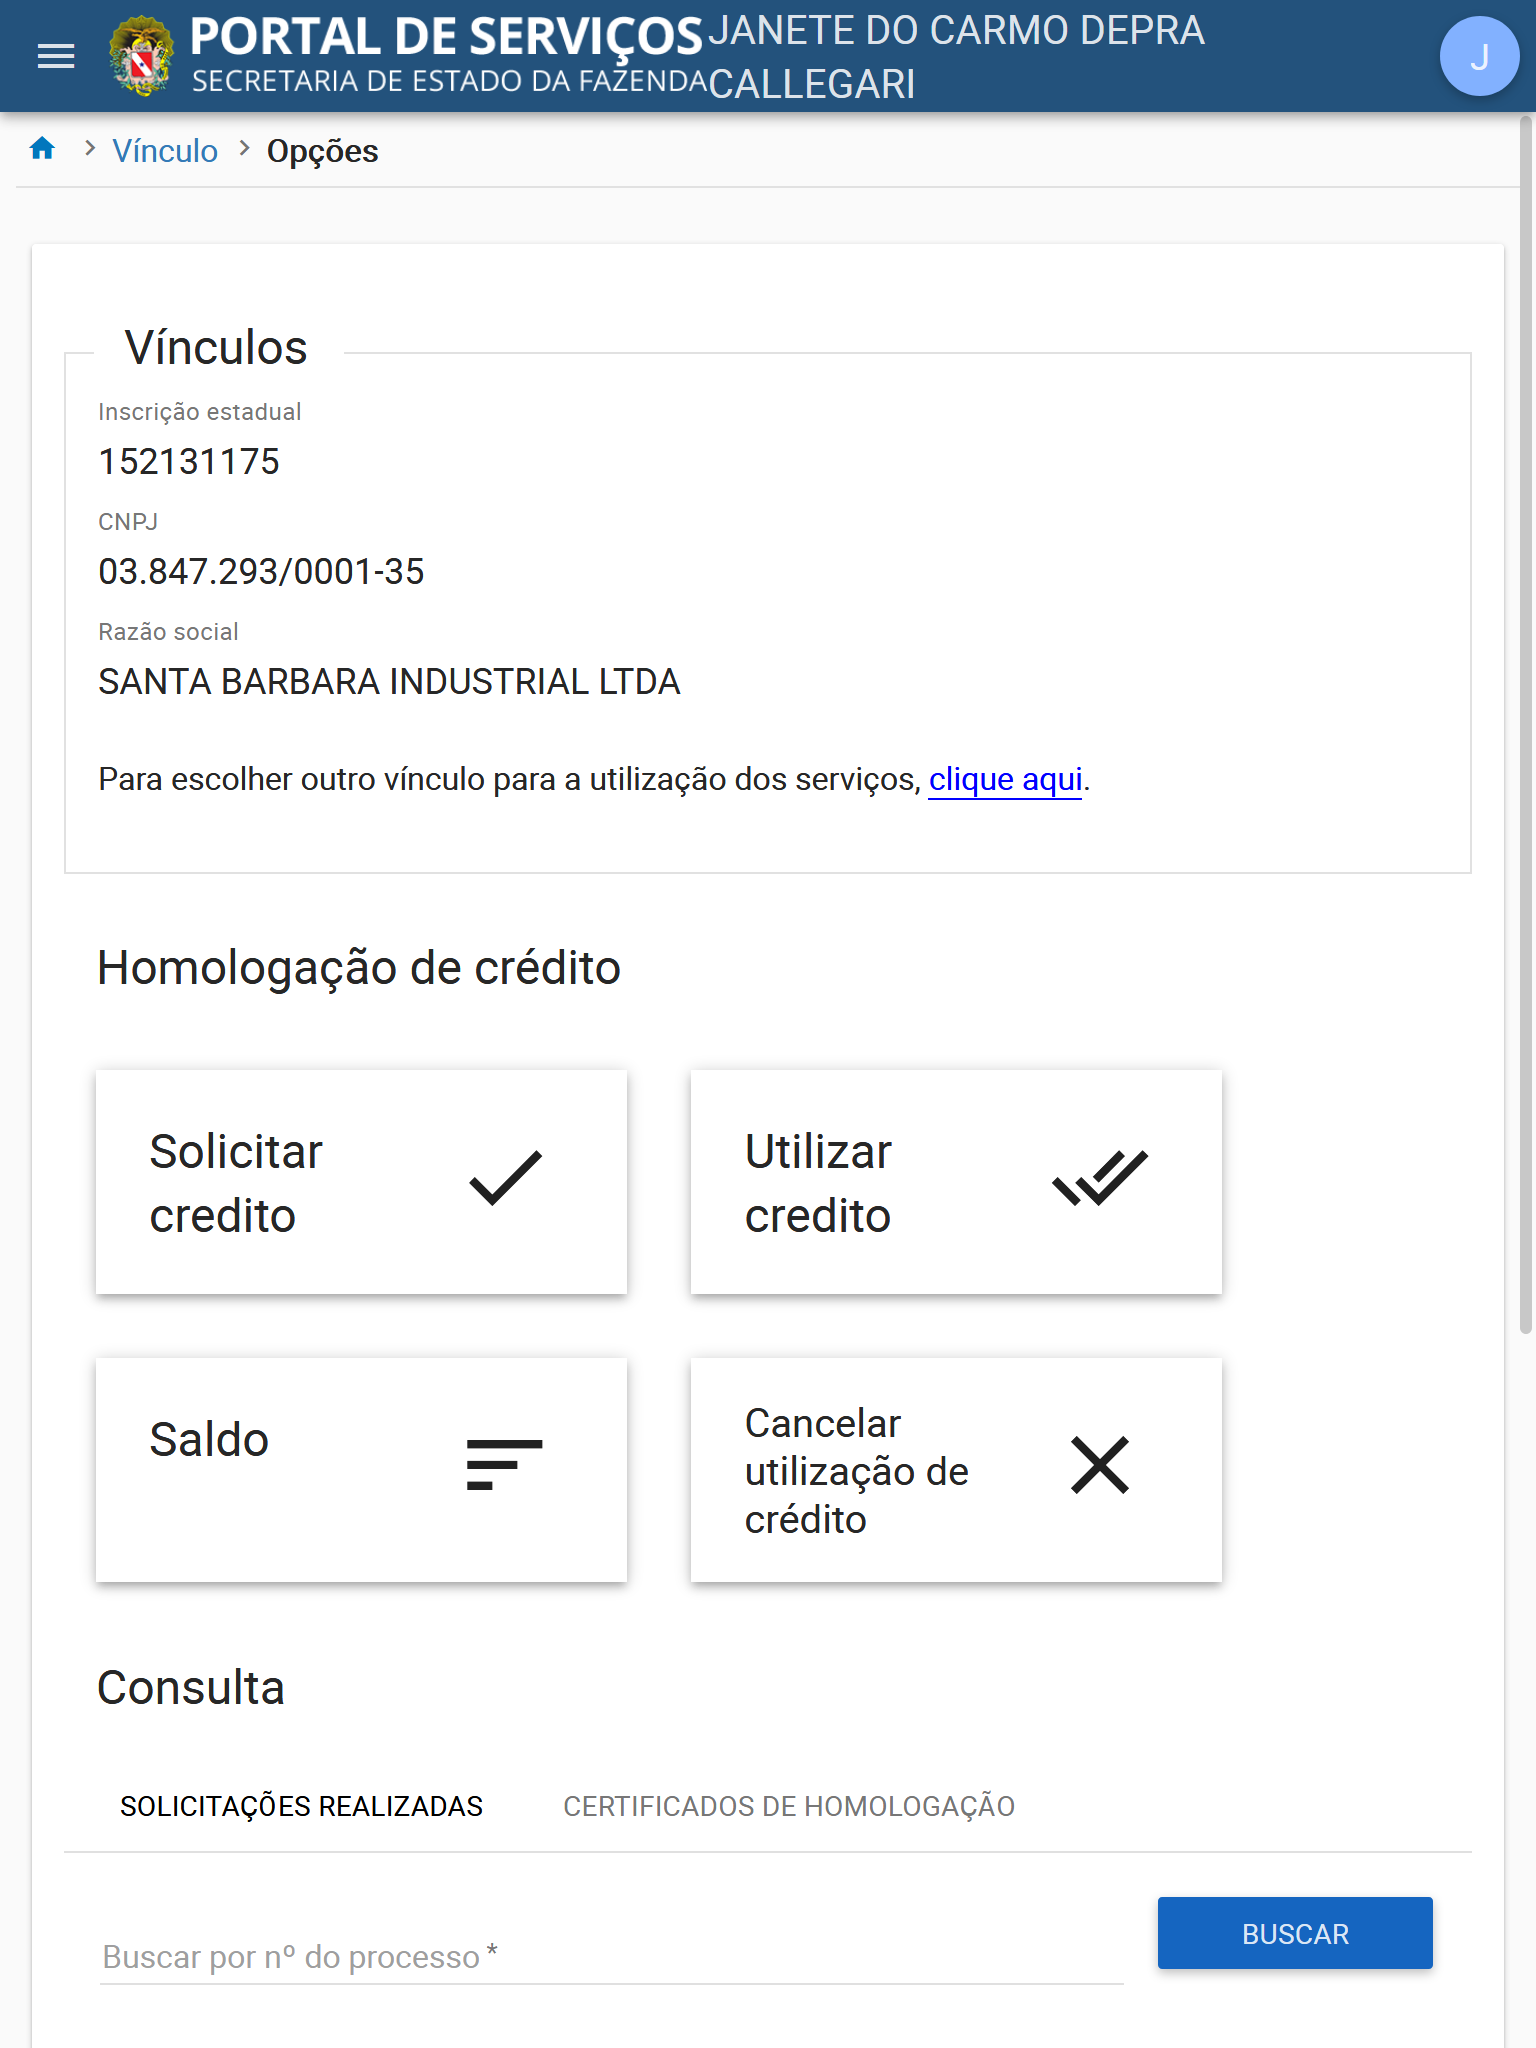 PORTAL DE SERVIÇOS
SECRETARIA DE ESTADO DA FAZENDA
JANETE DO CARMO DEPRA
CALLEGARI
J
Vínculo
Opções
Vínculos
Inscrição estadual
152131175
CNPJ
03.847.293/0001-35
Razão social
SANTA BARBARA INDUSTRIAL LTDA
Para escolher outro vínculo para a utilização dos serviços, clique aqui.
Homologação de crédito
Solicitar
credito
Utilizar
credito
Saldo
Cancelar
utilização de
crédito
Consulta
SOLICITAÇÕES REALIZADAS
CERTIFICADOS DE HOMOLOGAÇÃO
Buscar por nº do processo *
BUSCAR